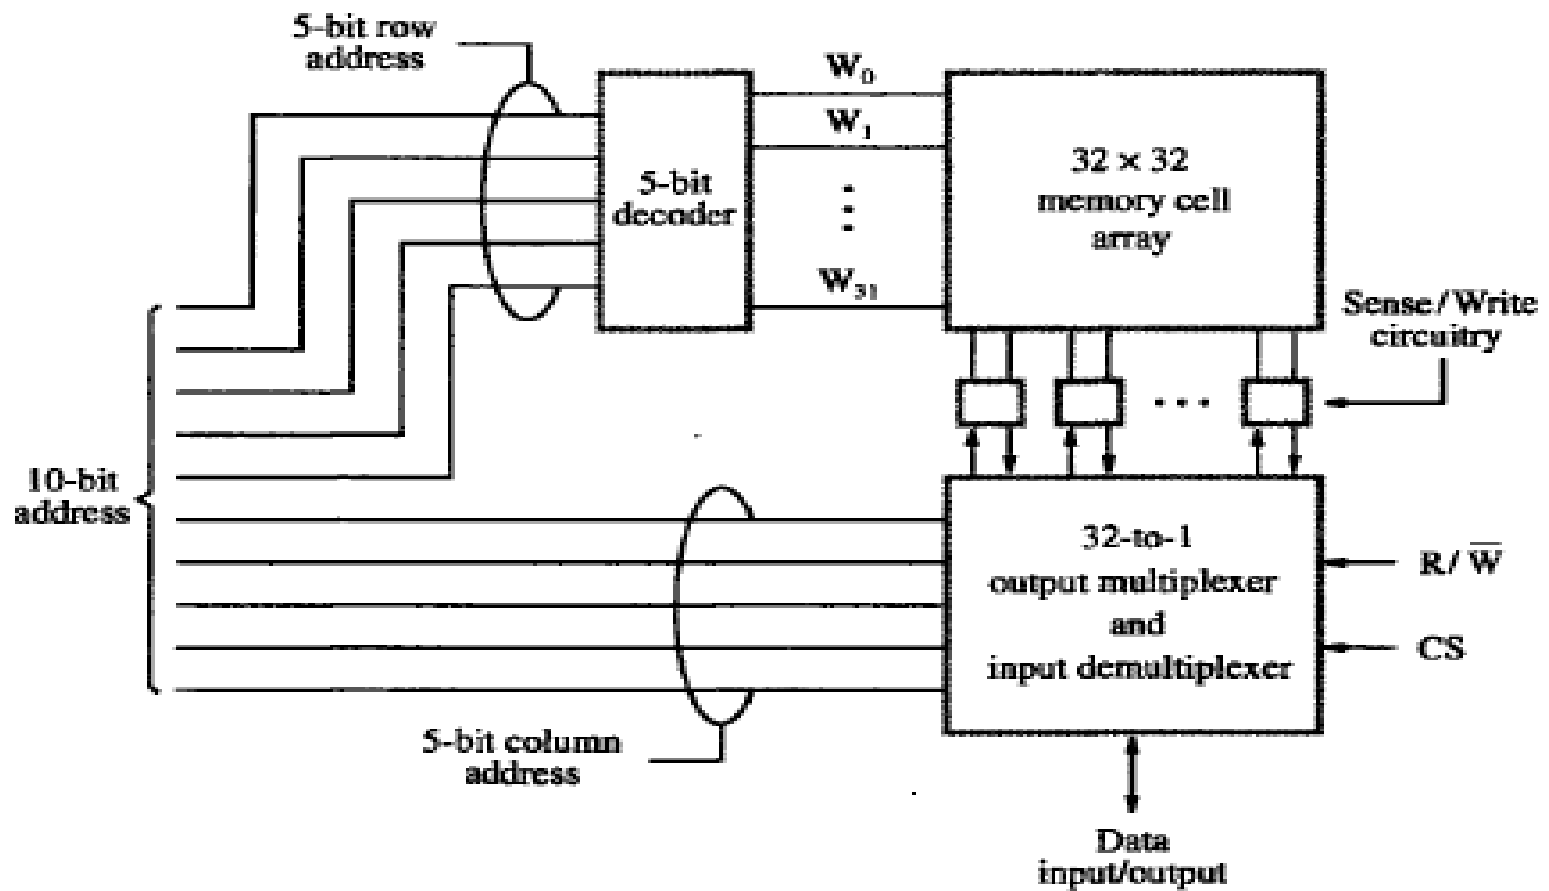 5-bit row
address
W₀
W₁
32 × 32
memory cell
array
5-bit
decoder
W₃₁
Sense/Write
circuitry
10-bit
address
32-to-1
output multiplexer
and
input demultiplexer
R/W̅
CS
5-bit column
address
Data
input/output